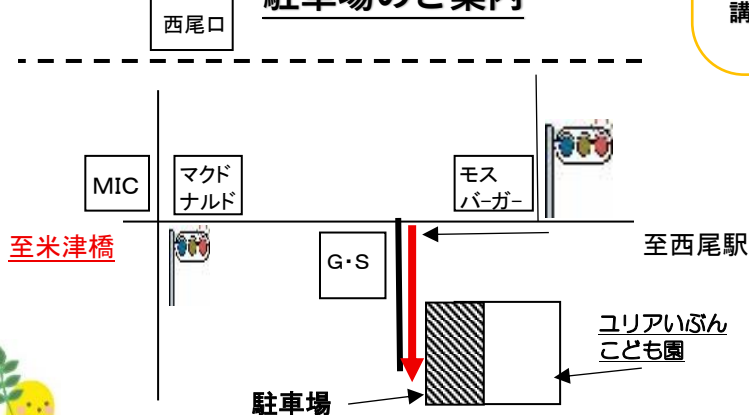 駐車場のご案内
講
西尾口
MIC
マクド
ナルド
モス
バーガー
至米津橋
G・S
至西尾駅
ユリアいぶん
こども園
駐車場